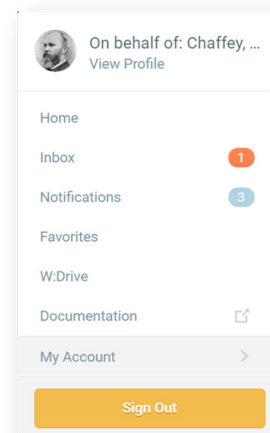 On behalf of: Chaffey, ...
View Profile
Home
Inbox 1
Notifications 3
Favorites
W:Drive
Documentation
My Account
Sign Out